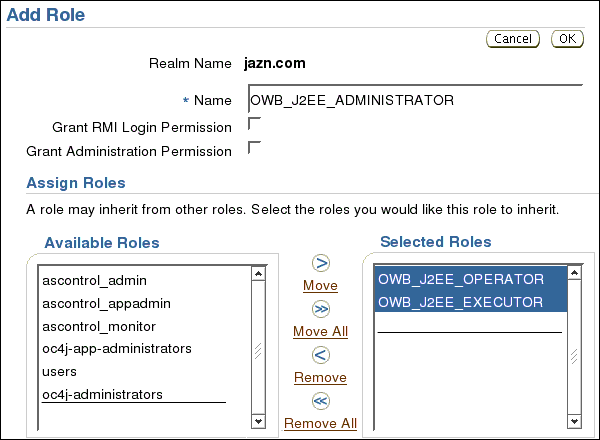 Add Role
Cancel OK
Realm Name jazn.com
* Name OWB_J2EE_ADMINISTRATOR
Grant RMI Login Permission
Grant Administration Permission
Assign Roles
A role may inherit from other roles. Select the roles you would like this role to inherit.
Available Roles
ascontrol_admin
ascontrol_appadmin
ascontrol_monitor
oc4j-app-administrators
users
oc4j-administrators
Move
Move All
Remove
Remove All
Selected Roles
OWB_J2EE_OPERATOR
OWB_J2EE_EXECUTOR